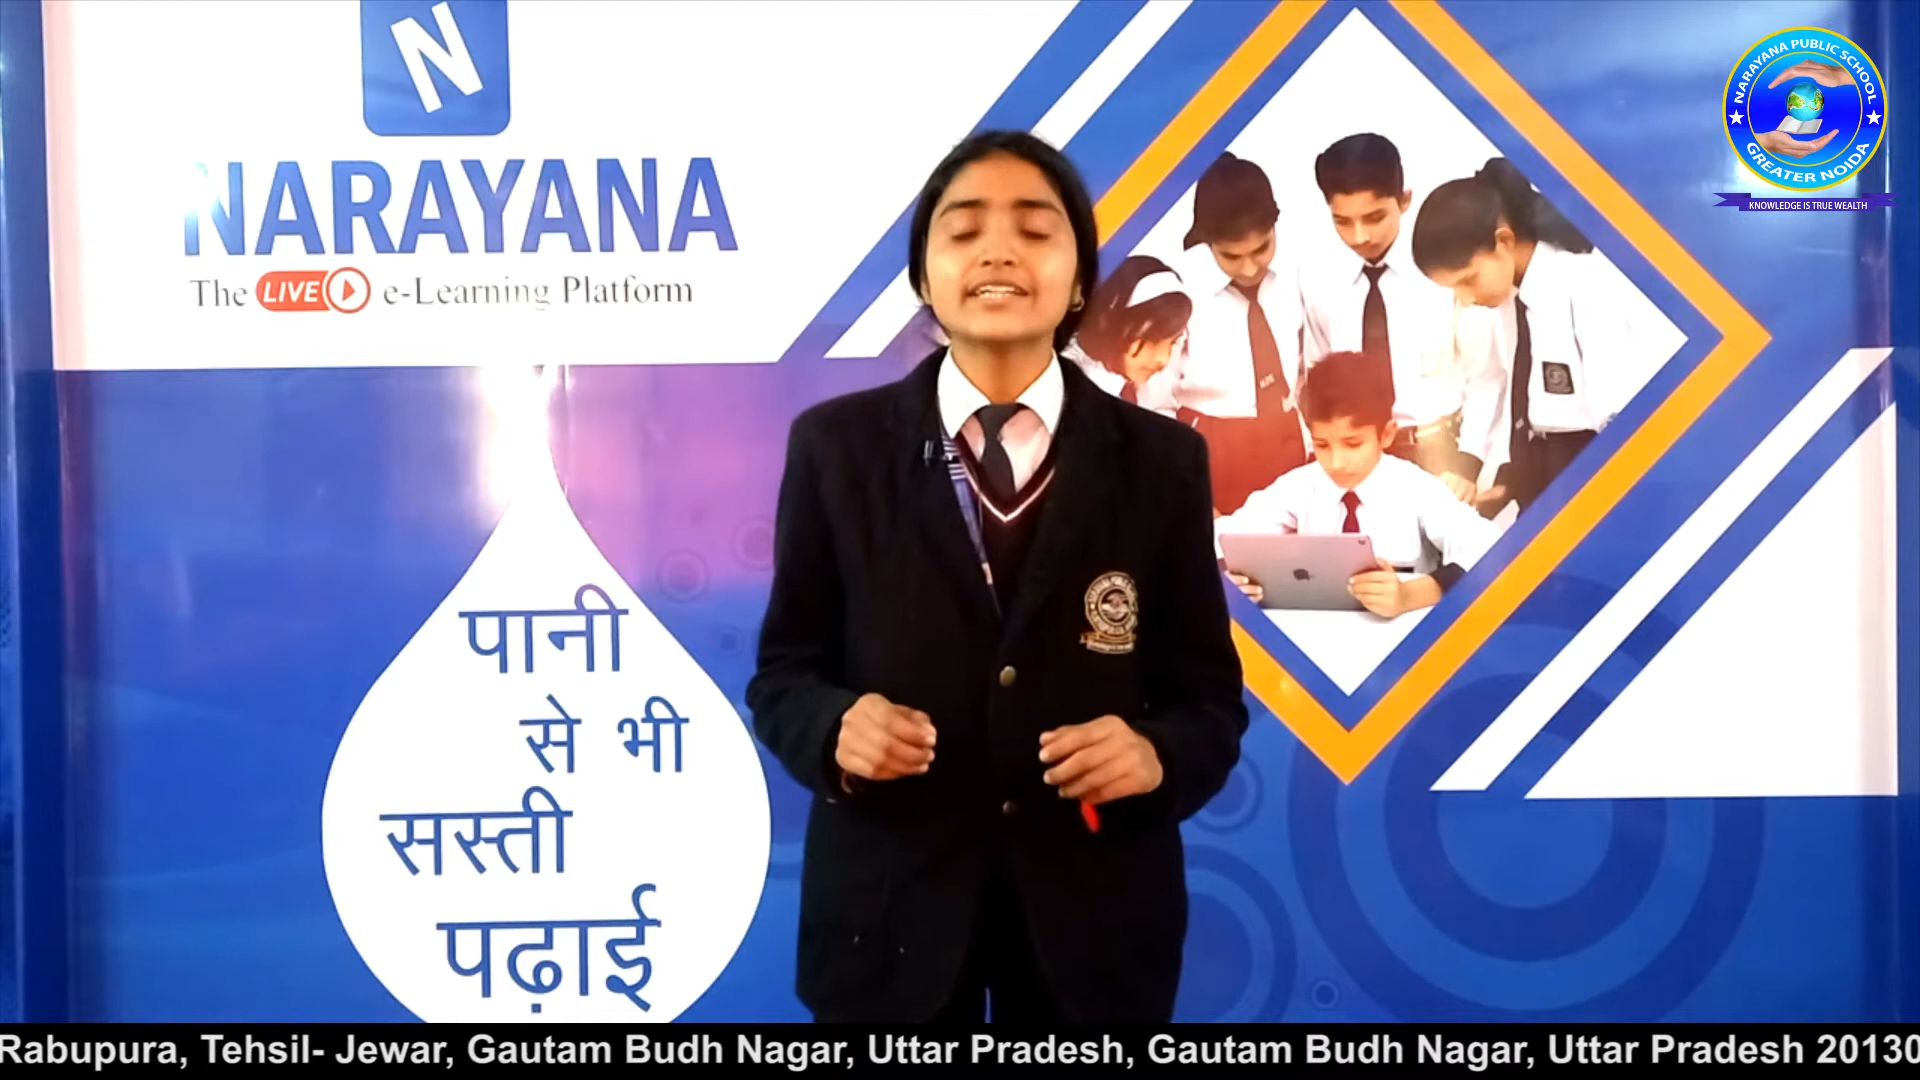 N
NARAYANA
The LIVE e-Learning Platform
पानी
से भी
सस्ती
पढ़ाई
NARAYANA PUBLIC SCHOOL
GREATER NOIDA
KNOWLEDGE IS TRUE WEALTH
Rabupura, Tehsil- Jewar, Gautam Budh Nagar, Uttar Pradesh, Gautam Budh Nagar, Uttar Pradesh 20130